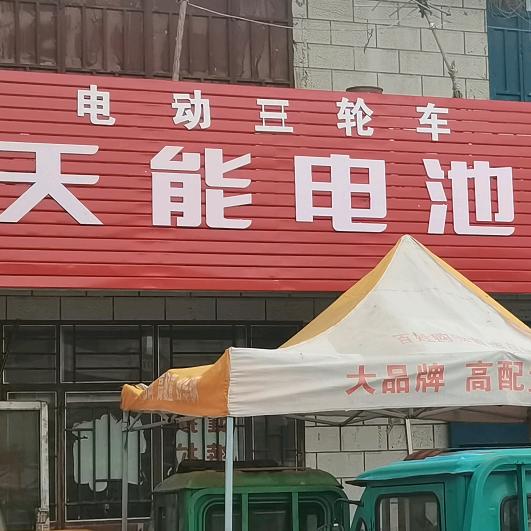 电动三轮车
天能电池
大品牌 高配